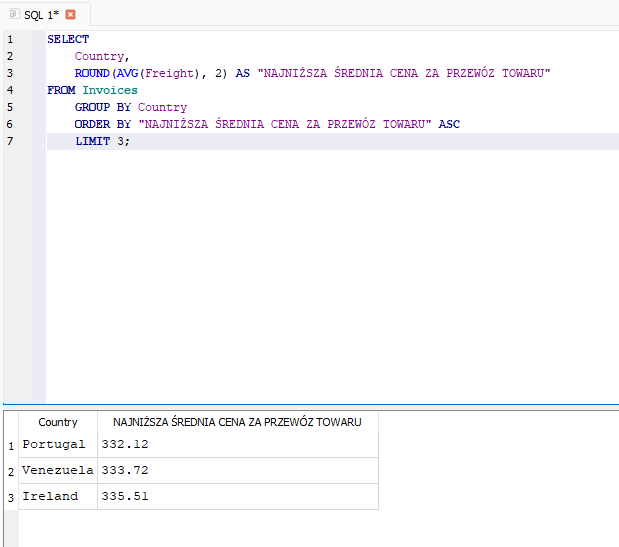 SQL 1*
1 SELECT
2 Country,
3 ROUND(AVG(Freight), 2) AS "NAJNIŻSZA ŚREDNIA CENA ZA PRZEWÓZ TOWARU"
4 FROM Invoices
5 GROUP BY Country
6 ORDER BY "NAJNIŻSZA ŚREDNIA CENA ZA PRZEWÓZ TOWARU" ASC
7 LIMIT 3;
Country NAJNIŻSZA ŚREDNIA CENA ZA PRZEWÓZ TOWARU
1 Portugal 332.12
2 Venezuela 333.72
3 Ireland 335.51